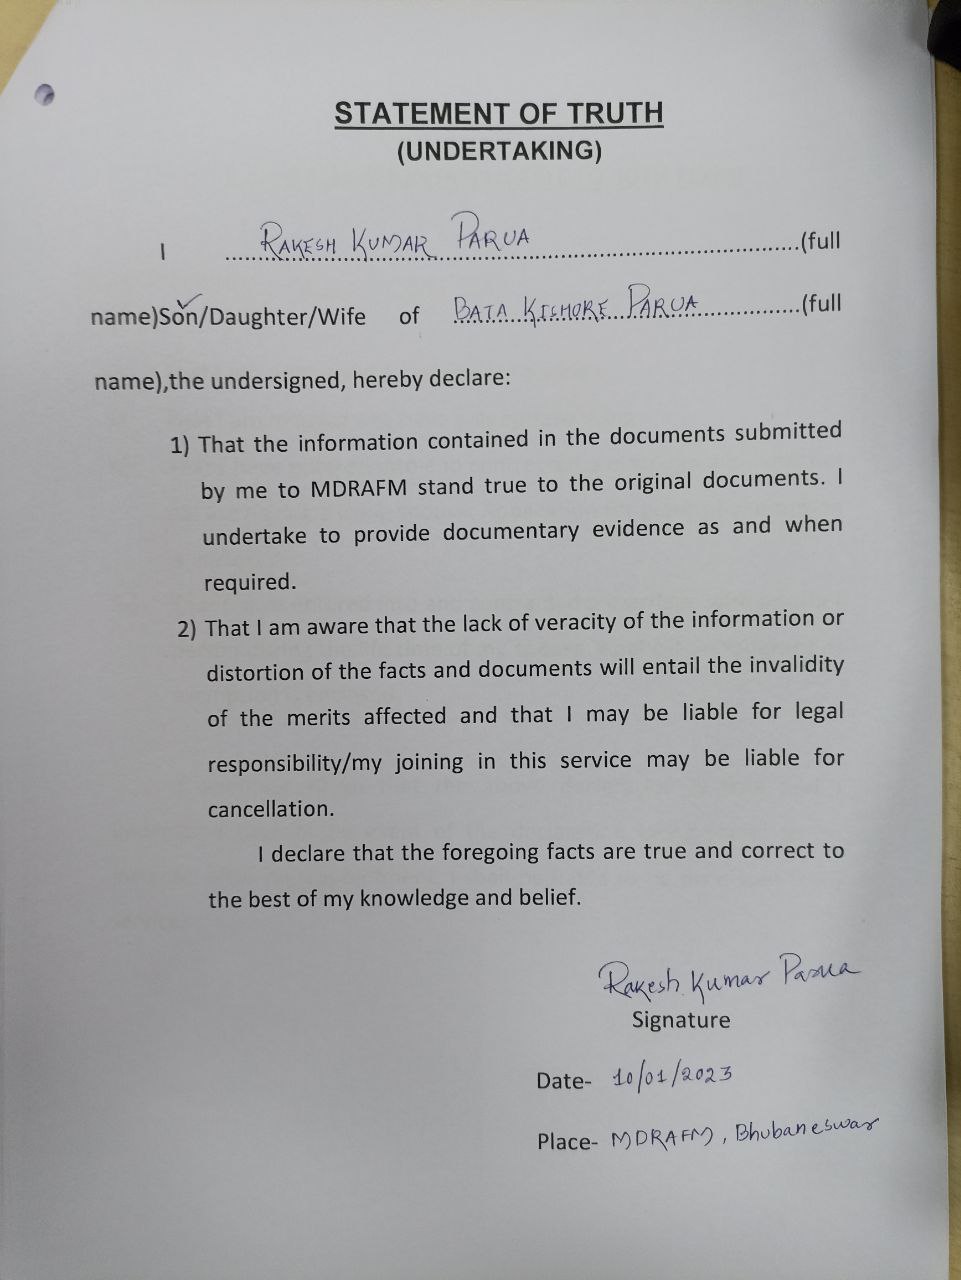 STATEMENT OF TRUTH
(UNDERTAKING)
I RAKESH KUMAR PARUA (full
name)Son/Daughter/Wife of BATA KISHORE PARUA (full
name),the undersigned, hereby declare:
1) That the information contained in the documents submitted
by me to MDRAFM stand true to the original documents. I
undertake to provide documentary evidence as and when
required.
2) That I am aware that the lack of veracity of the information or
distortion of the facts and documents will entail the invalidity
of the merits affected and that I may be liable for legal
responsibility/my joining in this service may be liable for
cancellation.
I declare that the foregoing facts are true and correct to
the best of my knowledge and belief.
Rakesh Kumar Parua
Signature
Date- 10/01/2023
Place- MDRAFM, Bhubaneswar